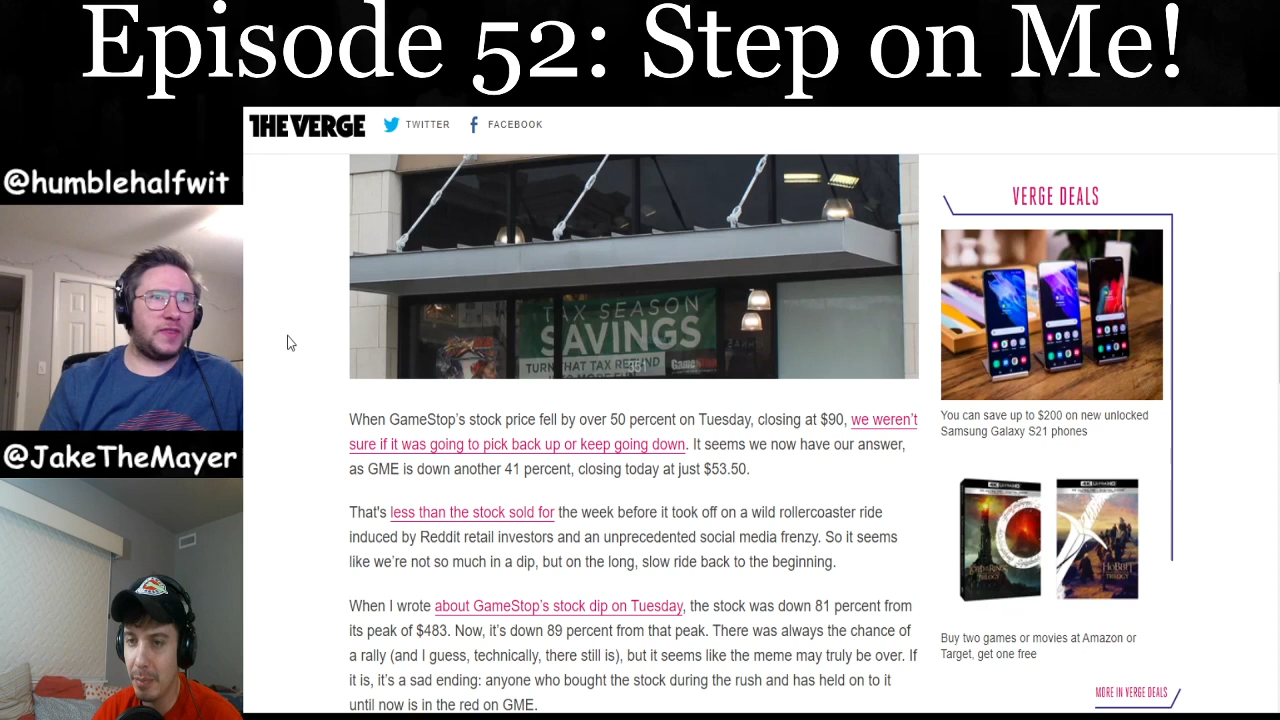 Episode 52: Step on Me!
THE VERGE TWITTER FACEBOOK
@humblehalfwit
@JakeTheMayer
TAX SEASON
SAVINGS
TURN THAT TAX REFUND
GameStop
When GameStop's stock price fell by over 50 percent on Tuesday, closing at $90, we weren't
sure if it was going to pick back up or keep going down. It seems we now have our answer,
as GME is down another 41 percent, closing today at just $53.50.
That's less than the stock sold for the week before it took off on a wild rollercoaster ride
induced by Reddit retail investors and an unprecedented social media frenzy. So it seems
like we're not so much in a dip, but on the long, slow ride back to the beginning.
When I wrote about GameStop's stock dip on Tuesday, the stock was down 81 percent from
its peak of $483. Now, it's down 89 percent from that peak. There was always the chance of
a rally (and I guess, technically, there still is), but it seems like the meme may truly be over. If
it is, it's a sad ending: anyone who bought the stock during the rush and has held on to it
until now is in the red on GME.
VERGE DEALS
You can save up to $200 on new unlocked
Samsung Galaxy S21 phones
HOBBIT
TRILOGY
Buy two games or movies at Amazon or
Target, get one free
MORE IN VERGE DEALS